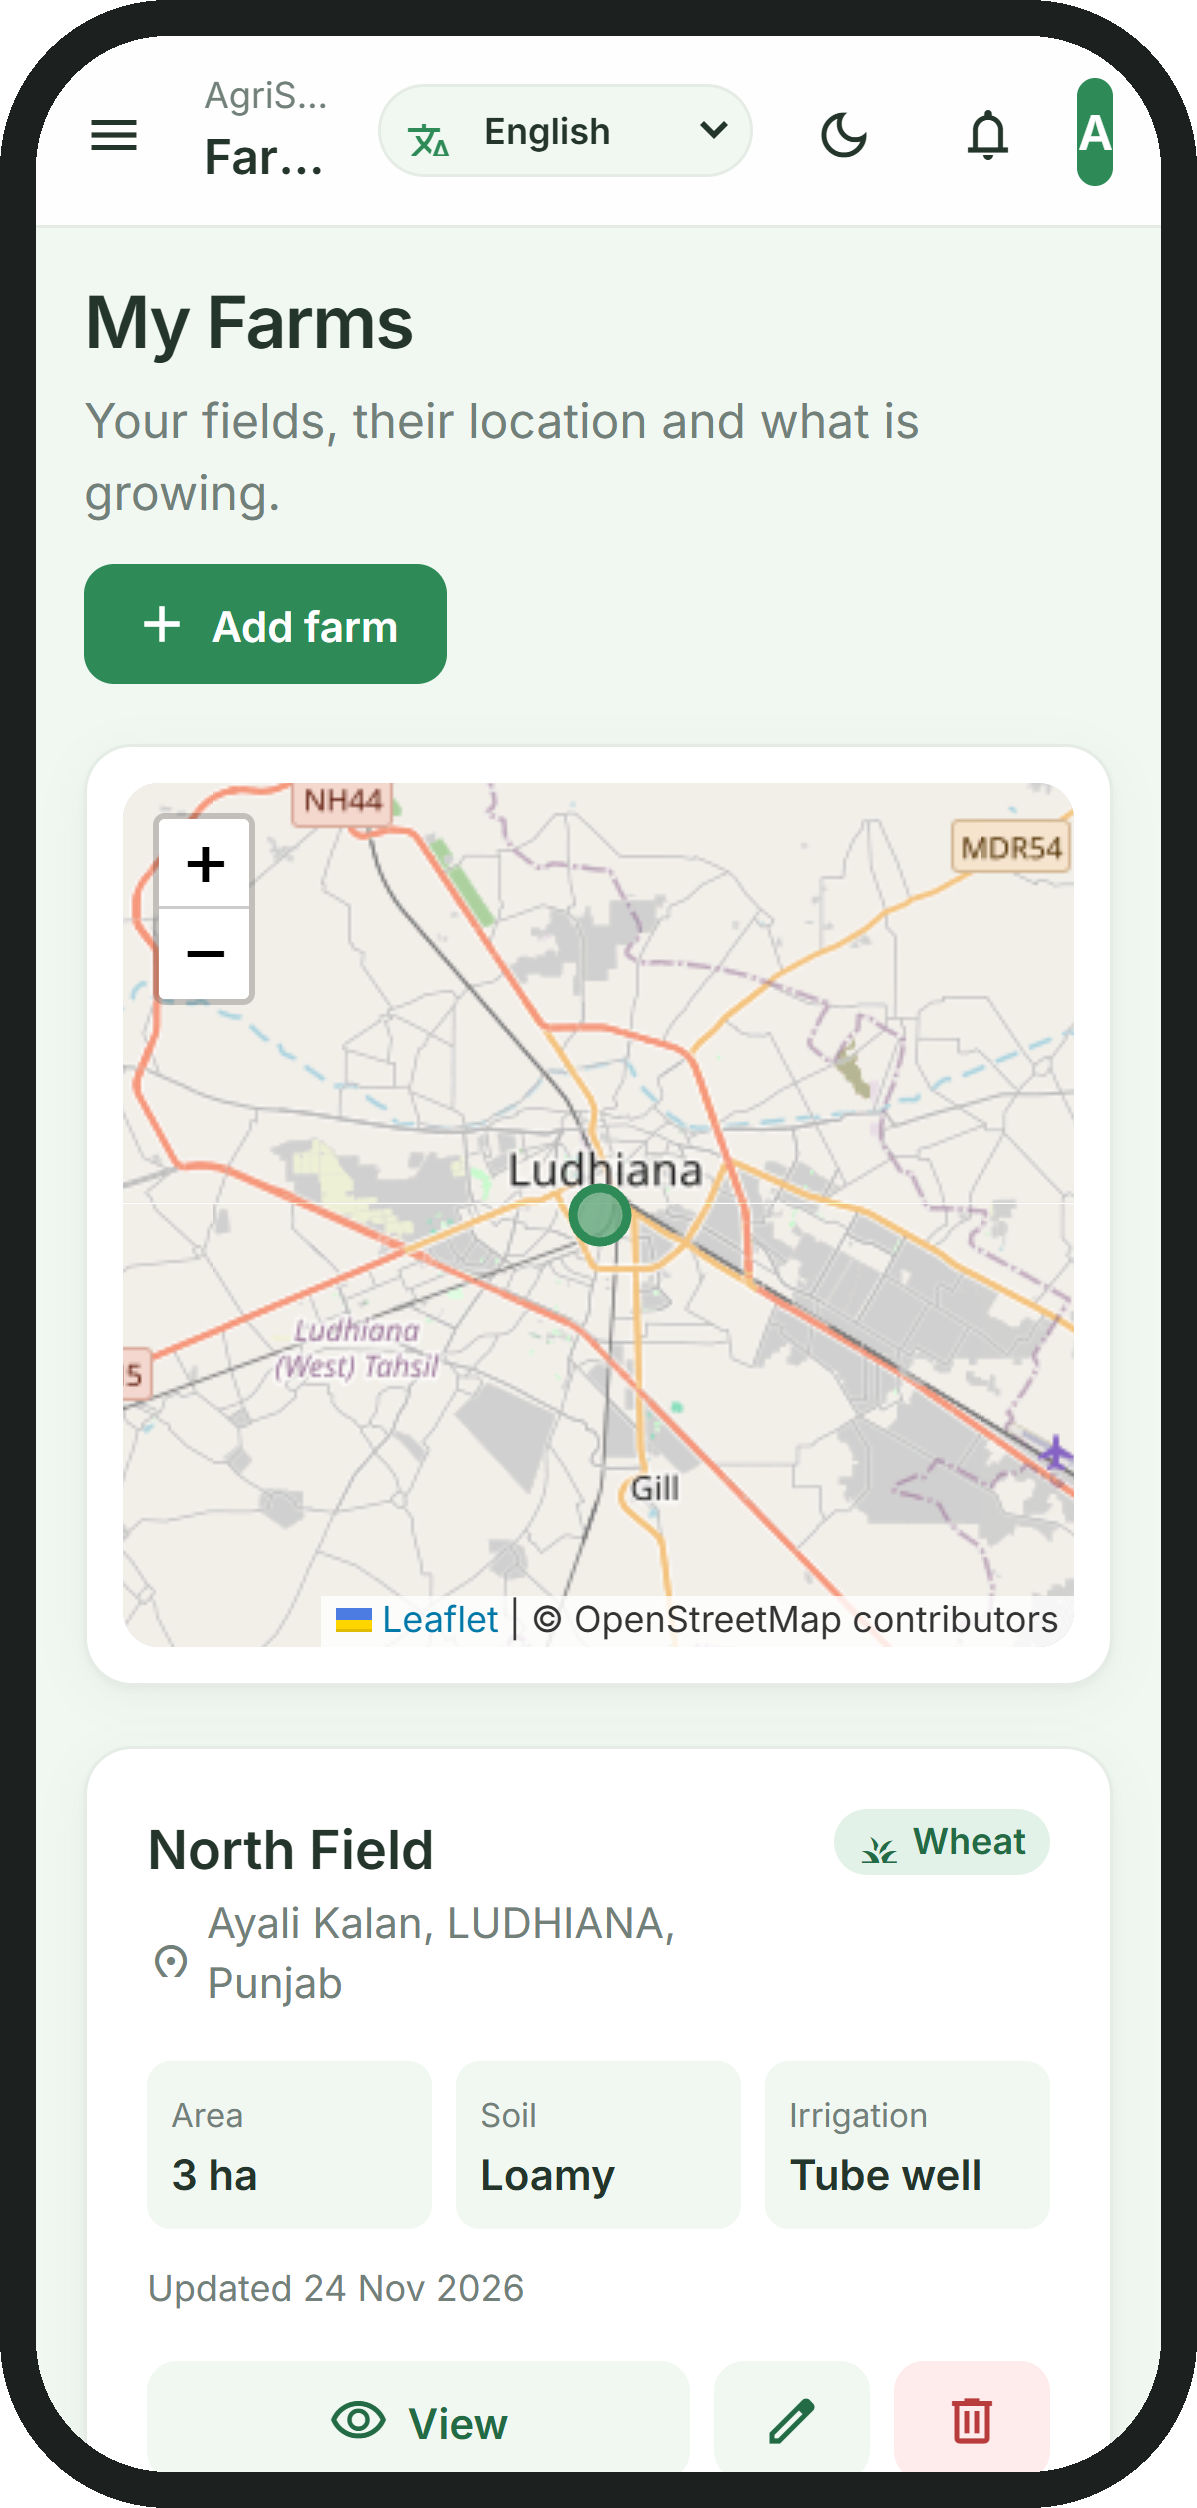 AgriS...
Far...
English
A
My Farms
Your fields, their location and what is
growing.
+ Add farm
NH44
MDR54
+
−
Ludhiana
Ludhiana
(West) Tahsil
5
Gill
Leaflet | © OpenStreetMap contributors
North Field
Wheat
Ayali Kalan, LUDHIANA,
Punjab
Area
Soil
Irrigation
3 ha
Loamy
Tube well
Updated 24 Nov 2026
View